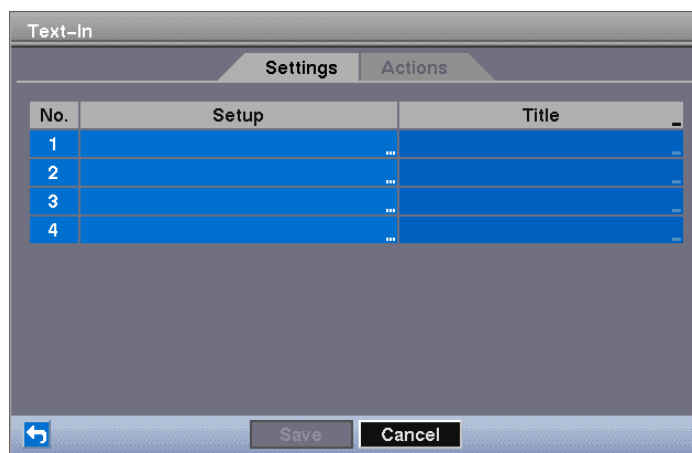 Text-In
Settings Actions
No. Setup Title _
1 ... _
2 ... _
3 ... _
4 ... _
Save Cancel